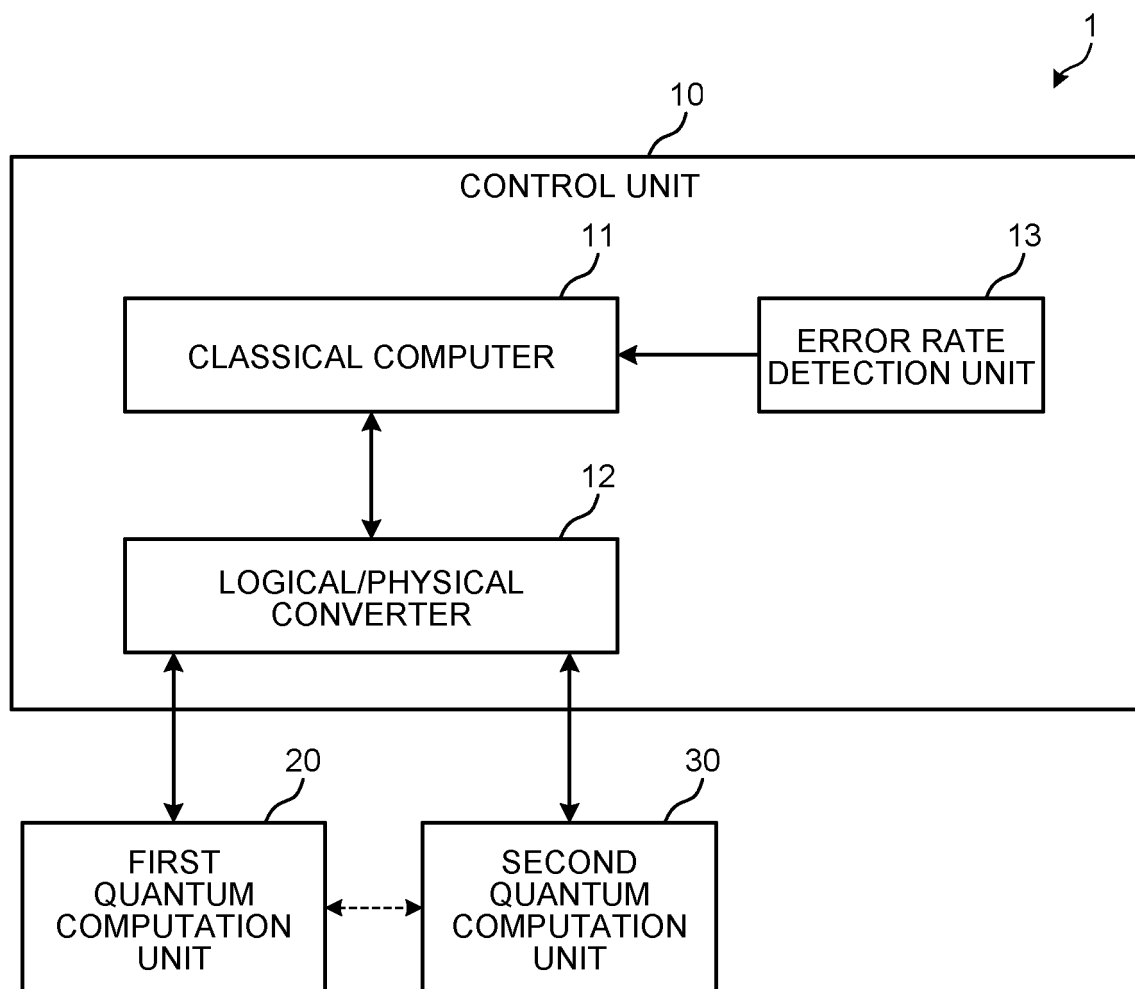 1
10
CONTROL UNIT
11
13
CLASSICAL COMPUTER
ERROR RATE
DETECTION UNIT
12
LOGICAL/PHYSICAL
CONVERTER
20
30
FIRST
QUANTUM
COMPUTATION
UNIT
SECOND
QUANTUM
COMPUTATION
UNIT